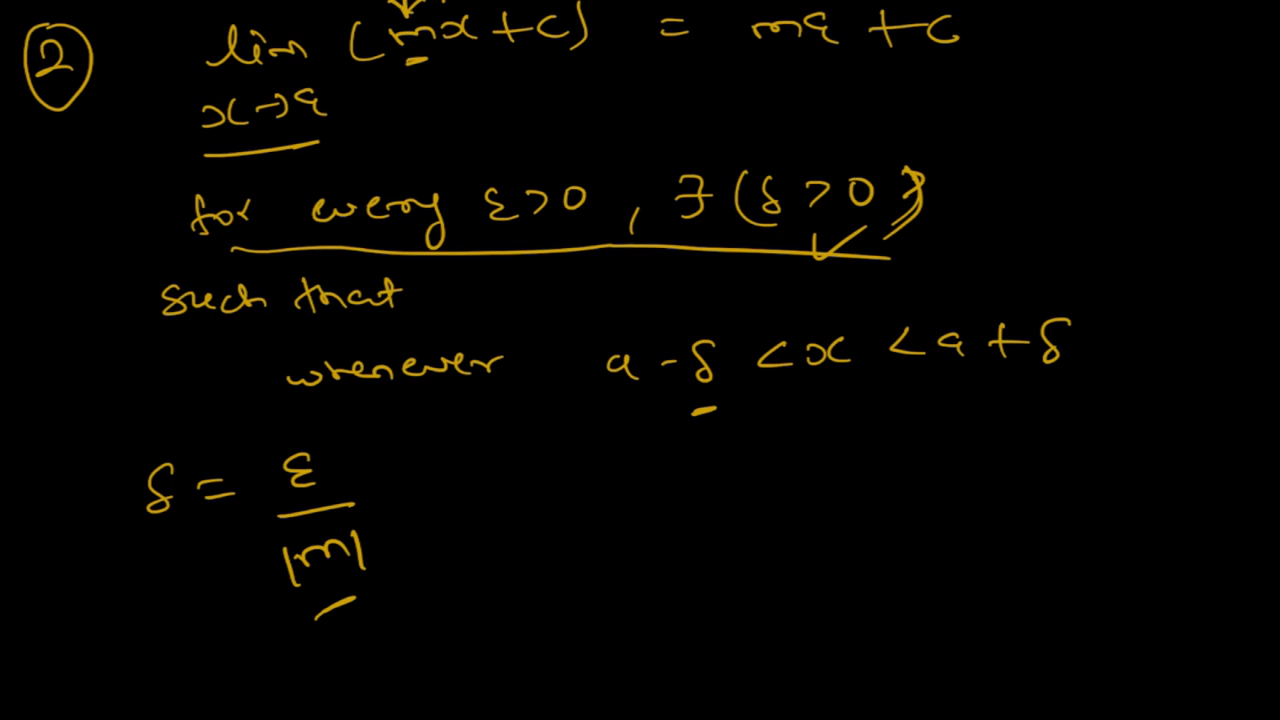 2 lim (mx + c) = ma + c
x→a
for every ε > 0, ∃ (δ > 0)
such that
whenever a - δ < x < a + δ
δ = ε
|m|